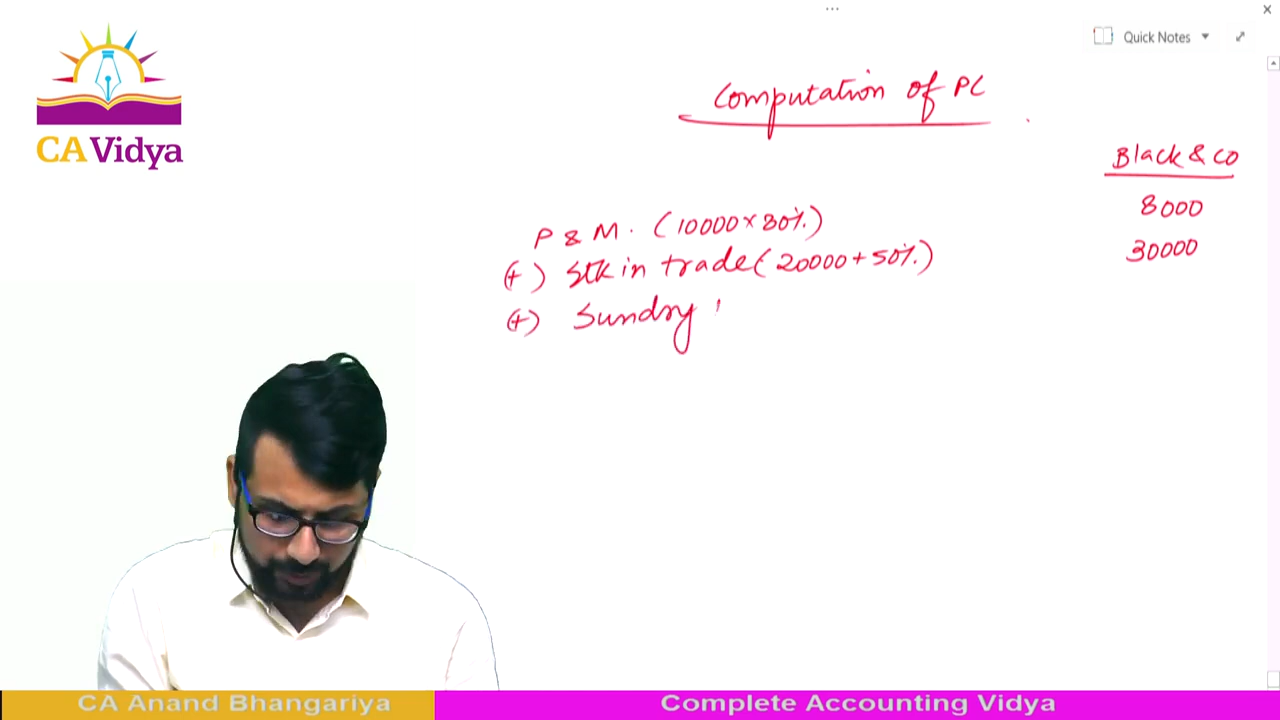 Quick Notes
CA Vidya
Computation of PC
Black & co
P & M. (10000 × 80%.) 8000
(+) Stk in trade (20000 + 50%.) 30000
(+) Sundry
CA Anand Bhangariya
Complete Accounting Vidya